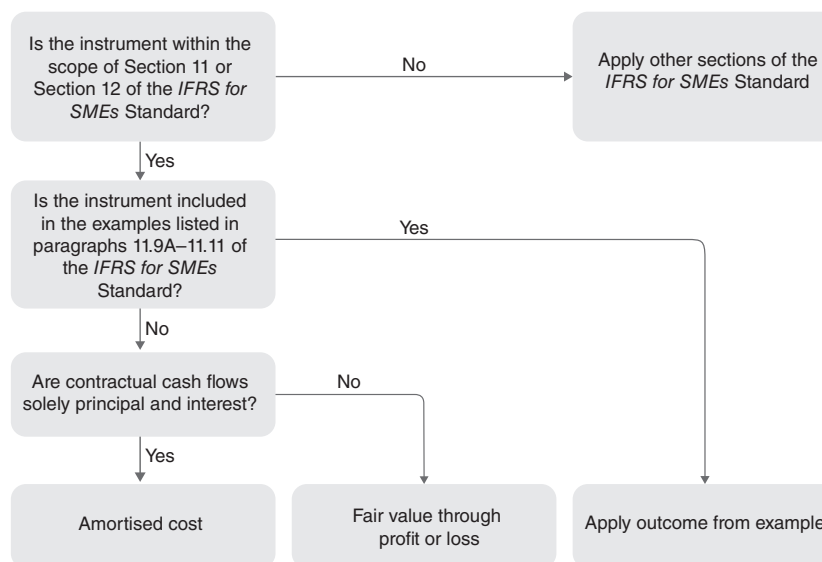 Is the instrument within the
scope of Section 11 or
Section 12 of the IFRS for
SMEs Standard?
No
Apply other sections of the
IFRS for SMEs Standard
Yes
Is the instrument included
in the examples listed in
paragraphs 11.9A–11.11 of
the IFRS for SMEs
Standard?
Yes
No
Are contractual cash flows
solely principal and interest?
No
Yes
Amortised cost
Fair value through
profit or loss
Apply outcome from example